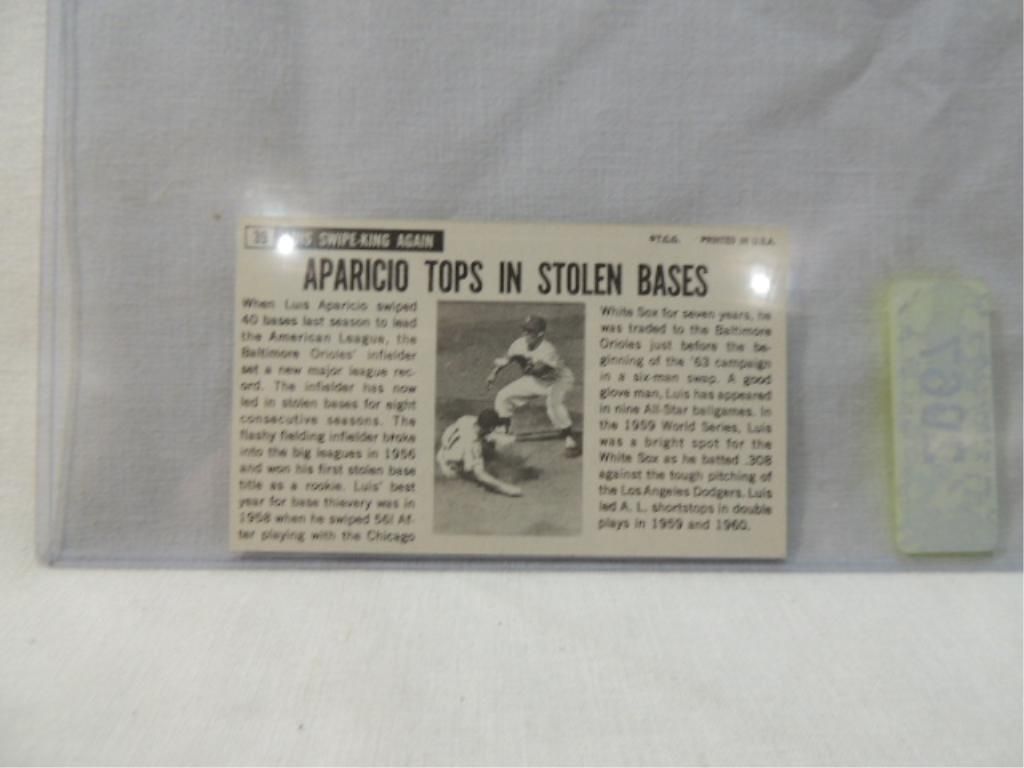 39 IS SWIPE-KING AGAIN
©T.C.G. PRINTED IN U.S.A.
APARICIO TOPS IN STOLEN BASES
When Luis Aparicio swiped
40 bases last season to lead
the American League, the
Baltimore Orioles' infielder
set a new major league rec-
ord. The infielder has now
led in stolen bases for eight
consecutive seasons. The
flashy fielding infielder broke
into the big leagues in 1956
and won his first stolen base
title as a rookie. Luis' best
year for base thievery was in
1958 when he swiped 56! Af-
ter playing with the Chicago
White Sox for seven years, he
was traded to the Baltimore
Orioles just before the be-
ginning of the '63 campaign
in a six-man swap. A good
glove man, Luis has appeared
in nine All-Star ballgames. In
the 1959 World Series, Luis
was a bright spot for the
White Sox as he batted .308
against the tough pitching of
the Los Angeles Dodgers. Luis
led A. L. shortstops in double
plays in 1959 and 1960.